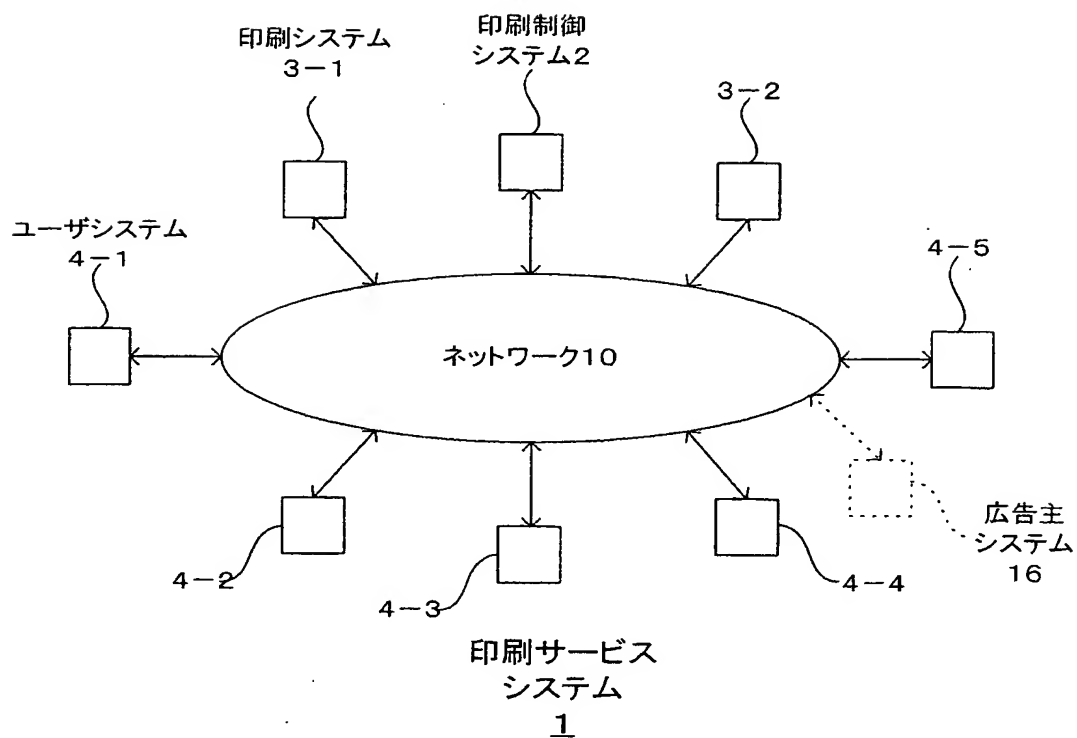 印刷システム
3－1
印刷制御
システム2
3－2
ユーザシステム
4－1
4－5
ネットワーク10
4－2
4－3
4－4
広告主
システム
16
印刷サービス
システム
1